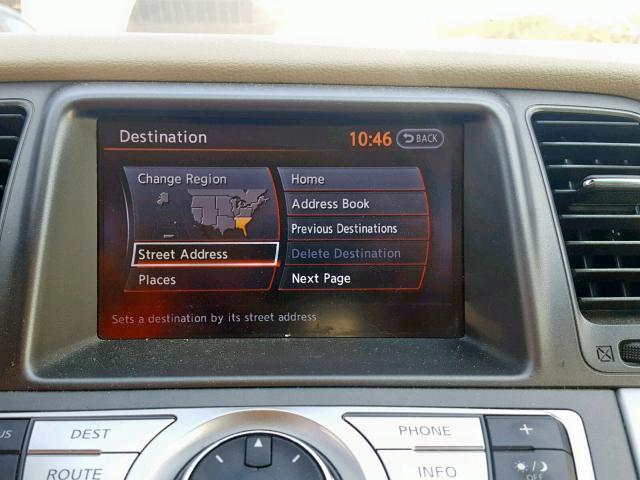 Destination
10:46
BACK
Change Region
Home
Address Book
Previous Destinations
Street Address
Delete Destination
Places
Next Page
Sets a destination by its street address
DEST
PHONE
+
ROUTE
INFO
OFF